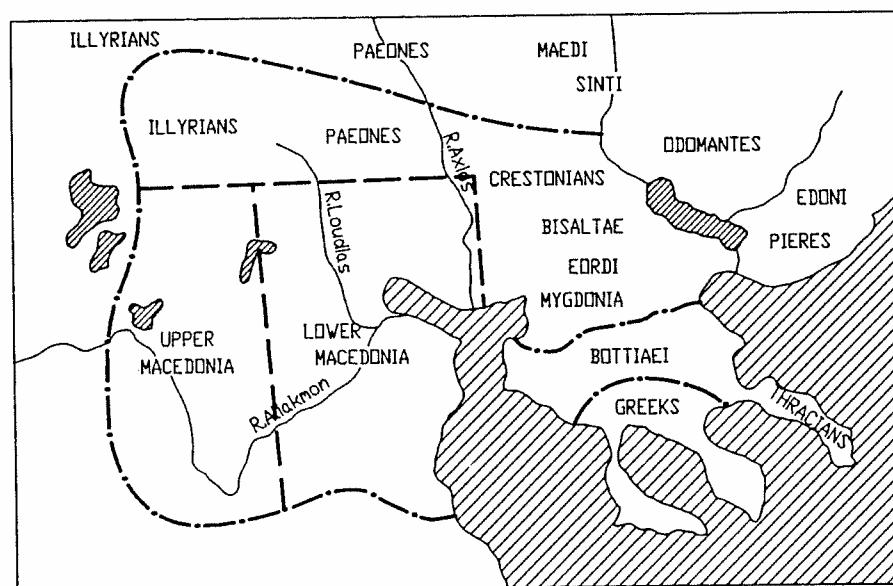 ILLYRIANS
PAEONES
MAEDI
SINTI
ILLYRIANS
PAEONES
R.Axios
ODOMANTES
CRESTONIANS
EDONI
R.Loudias
BISALTAE
PIERES
EORDI
MYGDONIA
UPPER
MACEDONIA
LOWER
MACEDONIA
BOTTIAEI
R.Aliakmon
GREEKS
THRACIANS